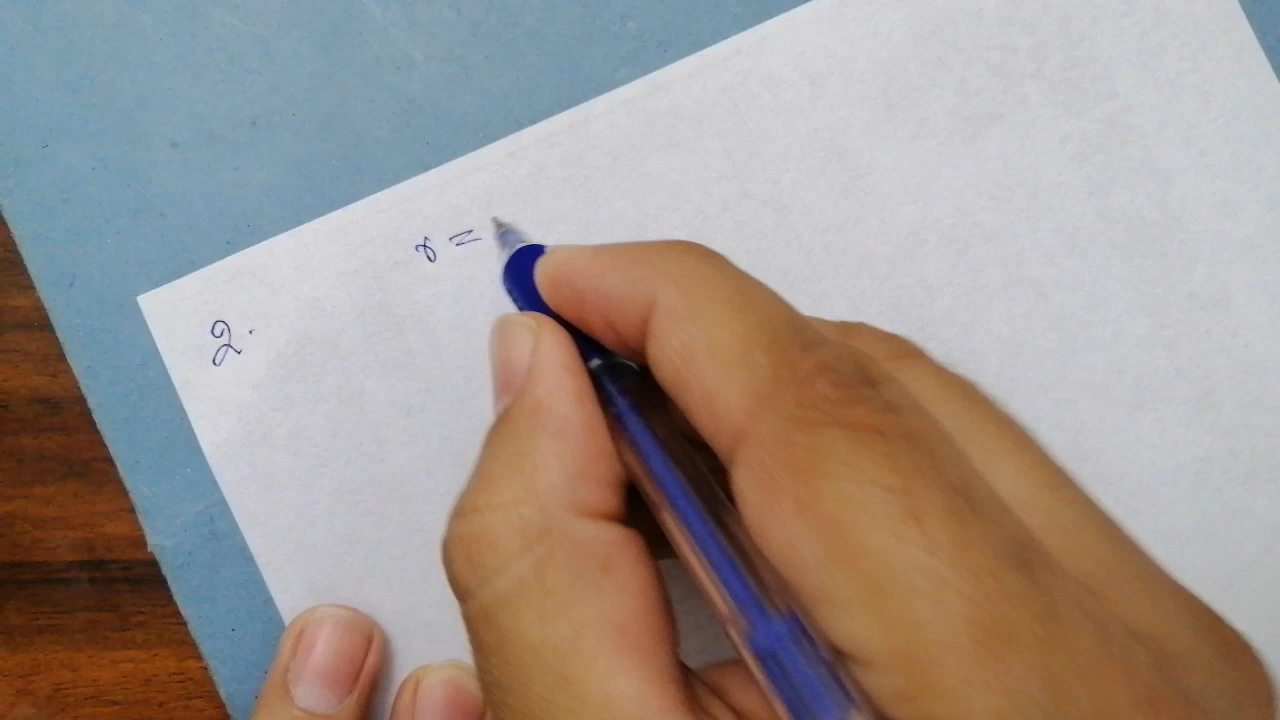 2. r =